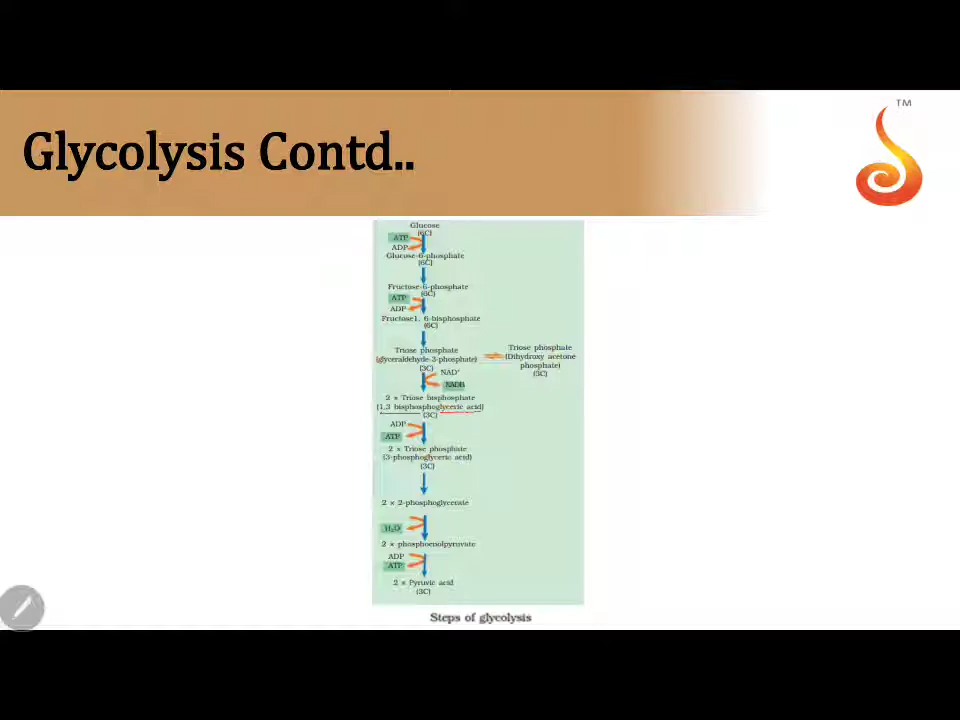 TM
Glycolysis Contd..
Glucose
(6C)
ATP
ADP
Glucose-6-phosphate
(6C)
Fructose-6-phosphate
(6C)
ATP
ADP
Fructose1, 6-bisphosphate
(6C)
Triose phosphate
(glyceraldehyde-3-phosphate)
(3C)
Triose phosphate
(Dihydroxy acetone
phosphate)
(3C)
NAD+
NADH
2 × Triose bisphosphate
(1,3 bisphosphoglyceric acid)
(3C)
ADP
ATP
2 × Triose phosphate
(3-phosphoglyceric acid)
(3C)
2 × 2-phosphoglycerate
H₂O
2 × phosphoenolpyruvate
ADP
ATP
2 × Pyruvic acid
(3C)
Steps of glycolysis